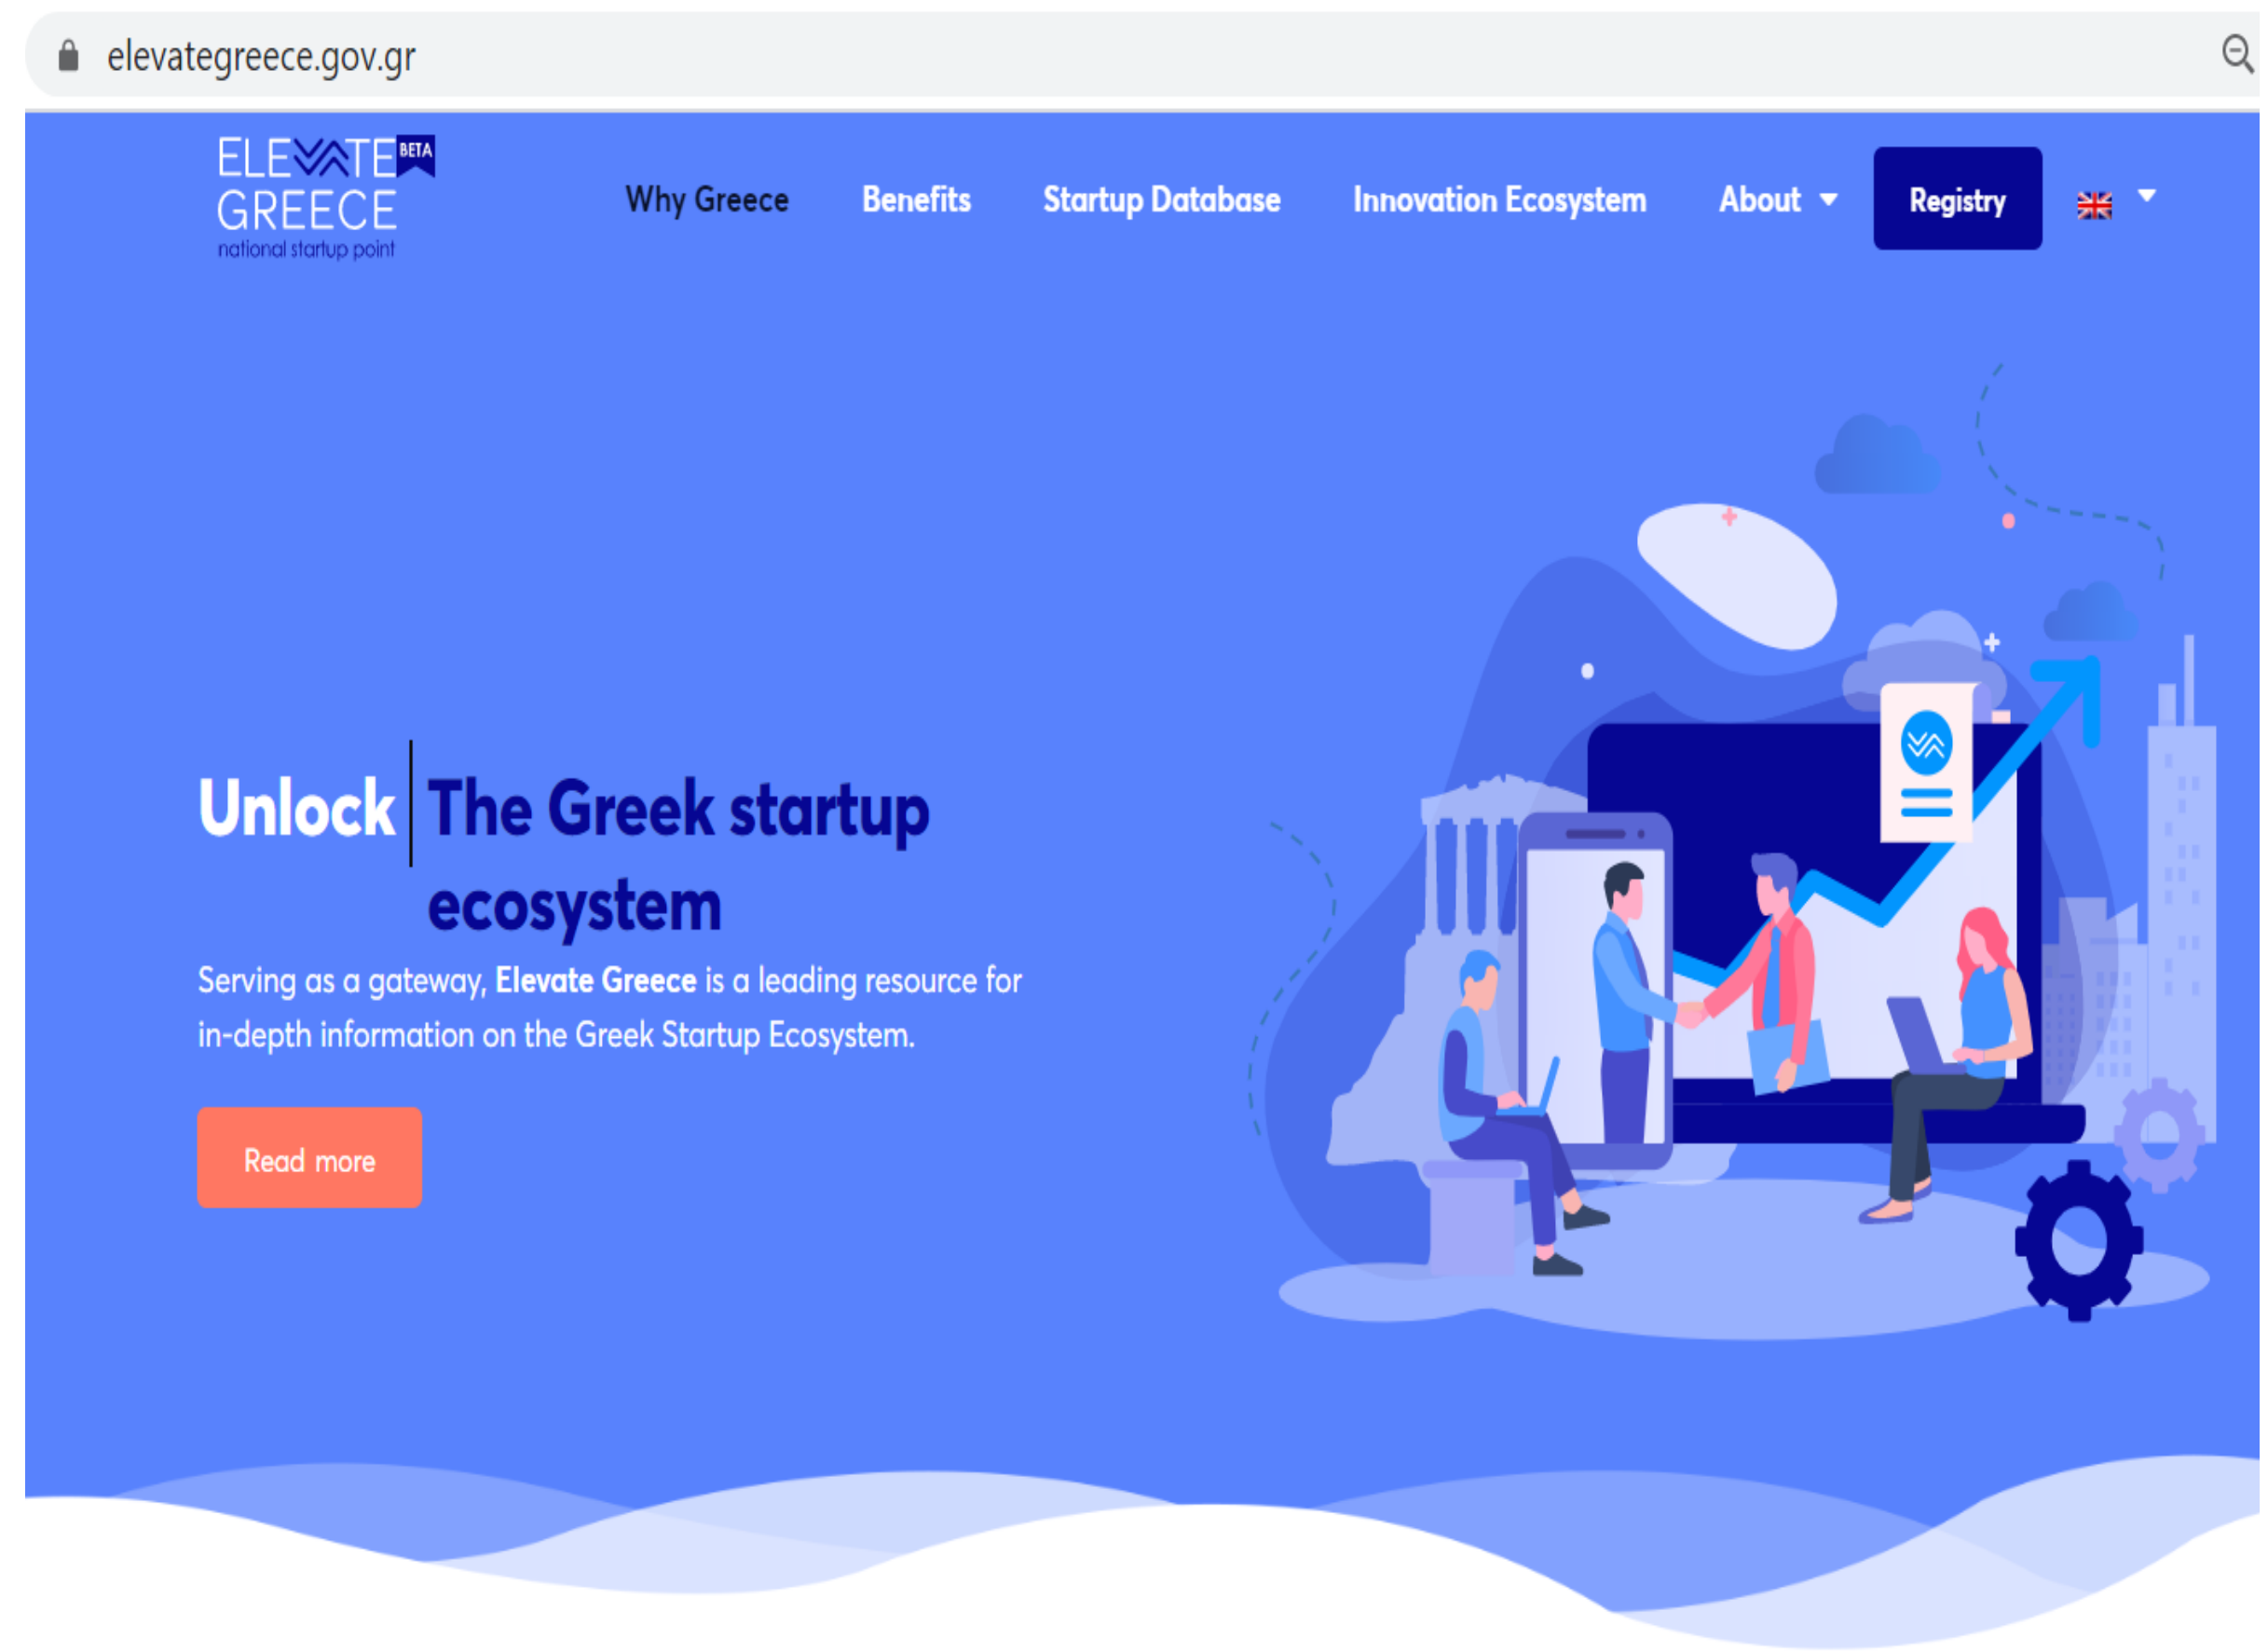 elevategreece.gov.gr
ELEVATE BETA
GREECE
national startup point
Why Greece Benefits Startup Database Innovation Ecosystem About Registry
Unlock The Greek startup
ecosystem
Serving as a gateway, Elevate Greece is a leading resource for
in-depth information on the Greek Startup Ecosystem.
Read more